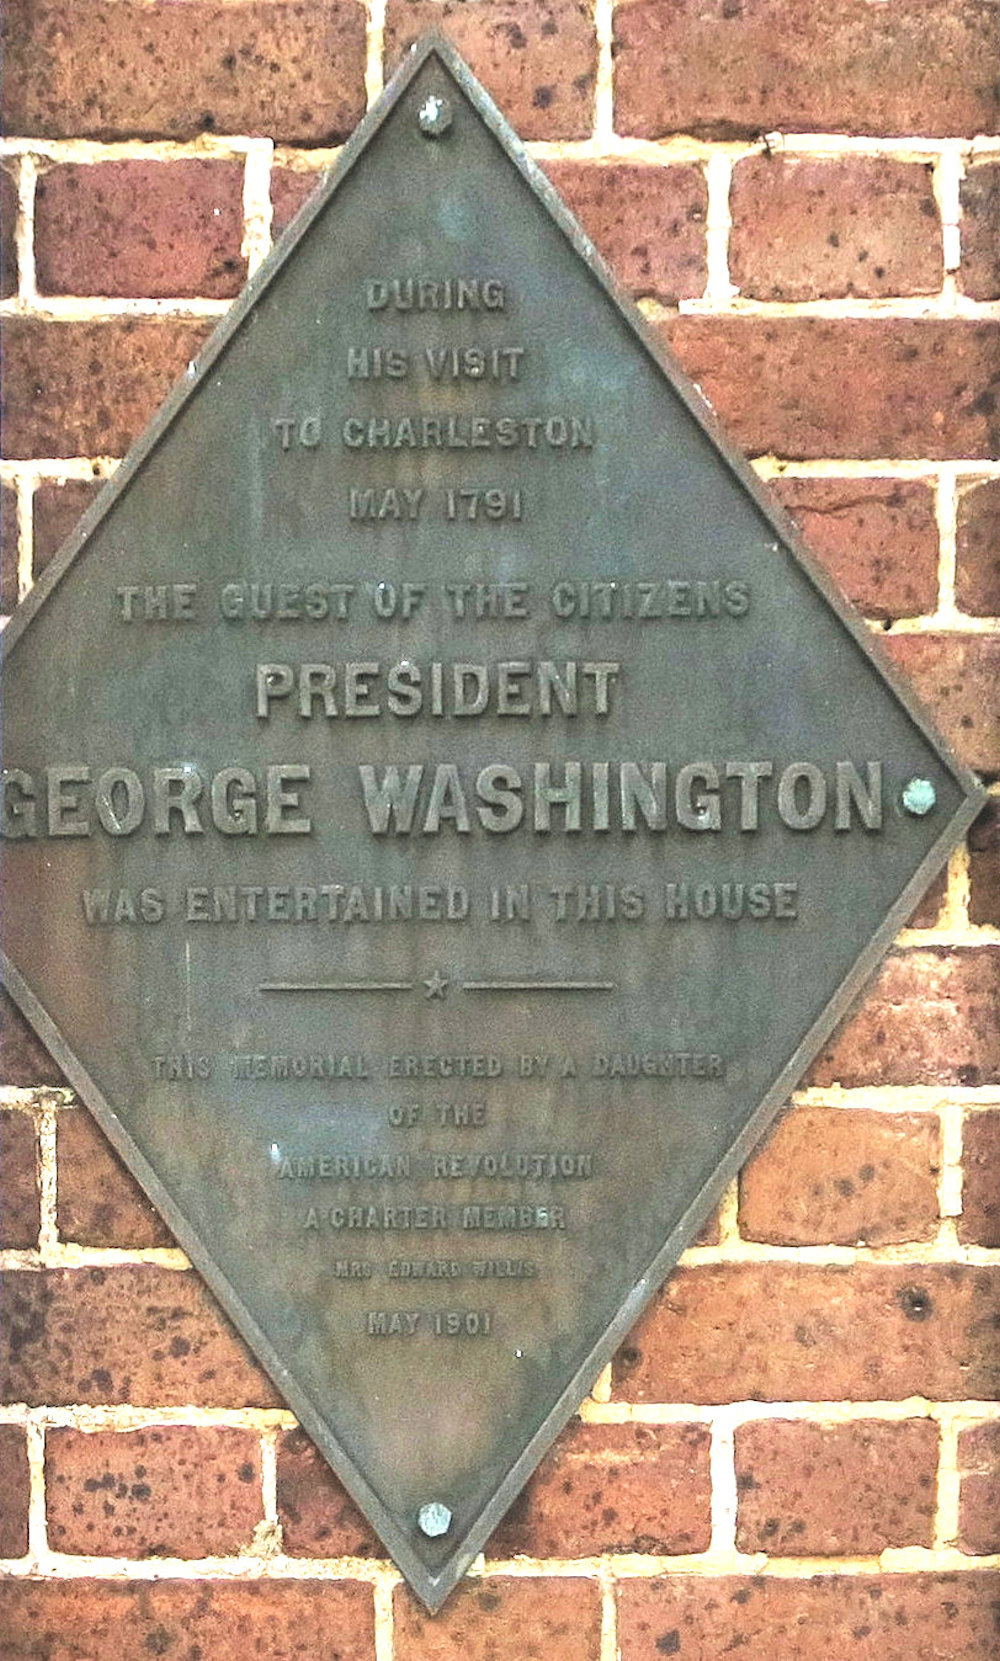 DURING
HIS VISIT
TO CHARLESTON
MAY 1791
THE GUEST OF THE CITIZENS
PRESIDENT
GEORGE WASHINGTON
WAS ENTERTAINED IN THIS HOUSE
THIS MEMORIAL ERECTED BY A DAUGHTER
OF THE
AMERICAN REVOLUTION
A CHARTER MEMBER
MRS EDWARD WILLIS
MAY 1901